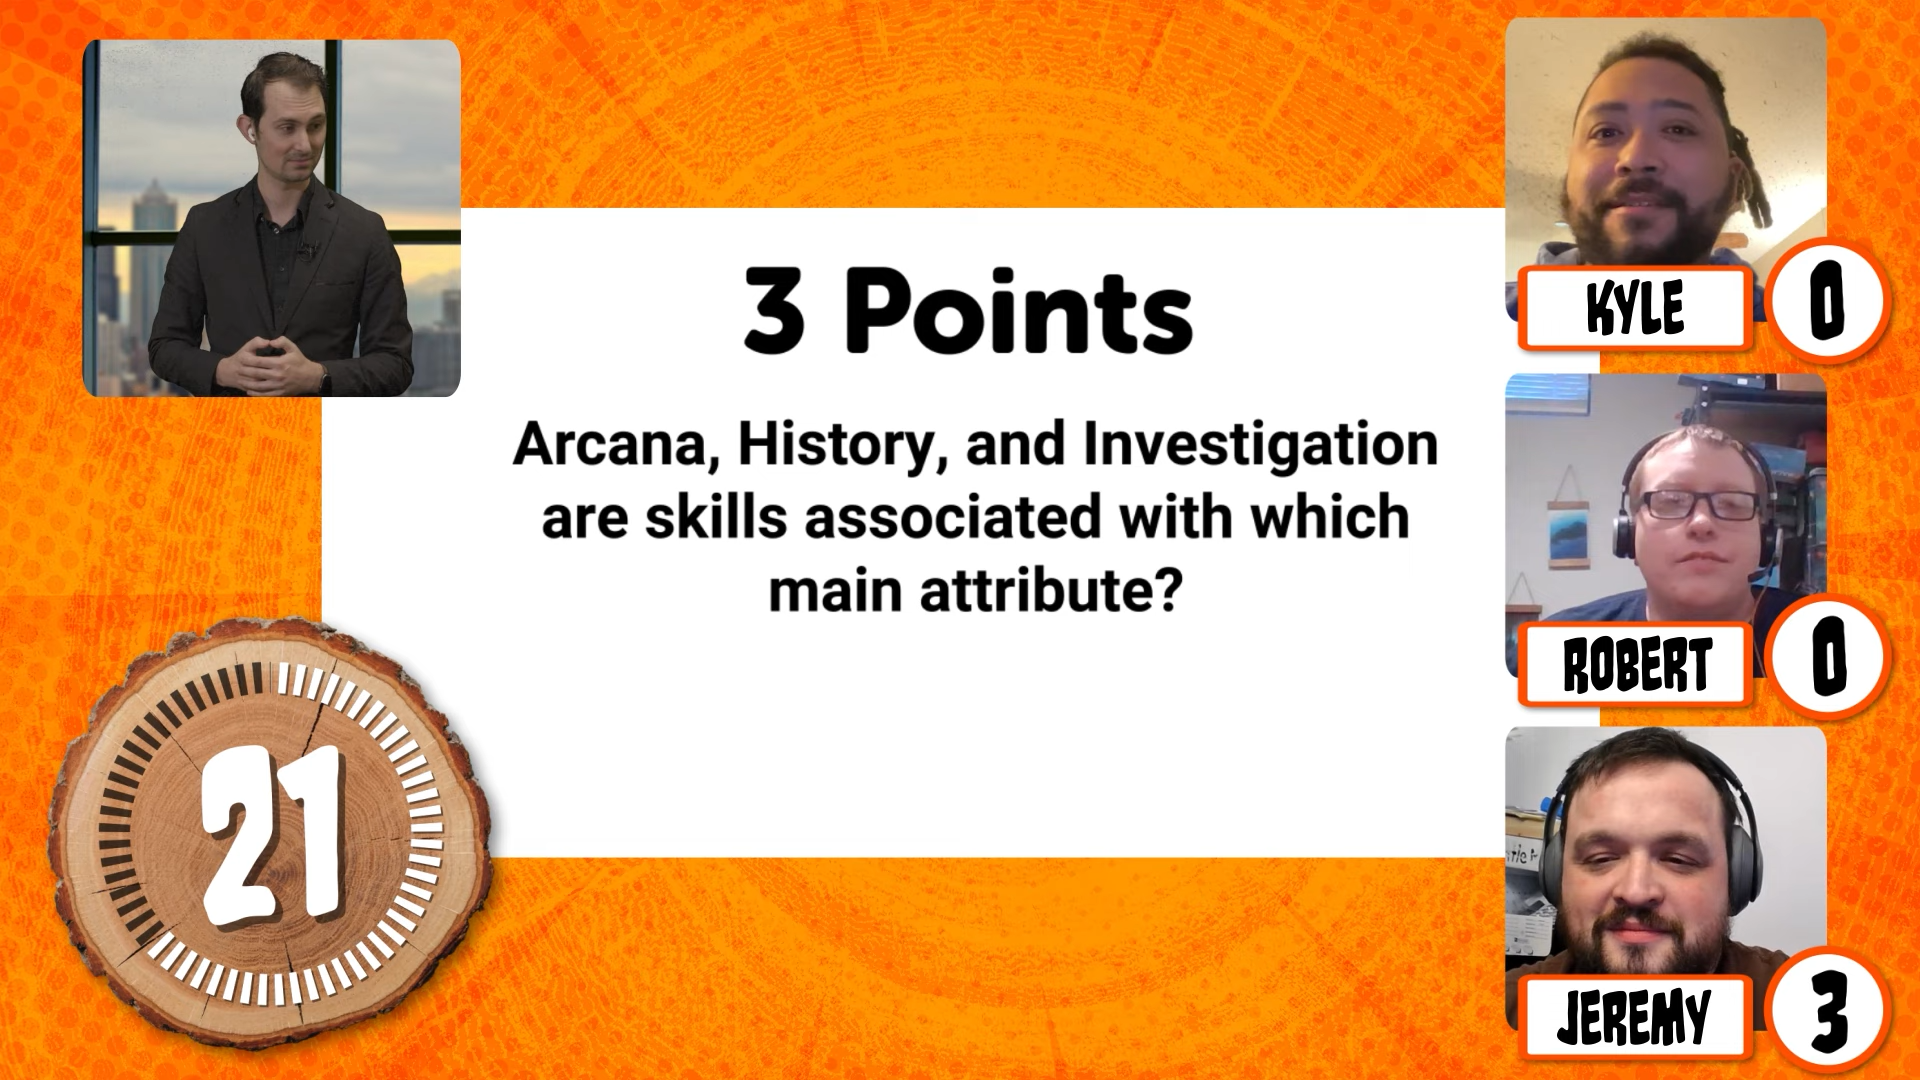 3 Points
Arcana, History, and Investigation
are skills associated with which
main attribute?
21
KYLE
0
ROBERT
0
JEREMY
3